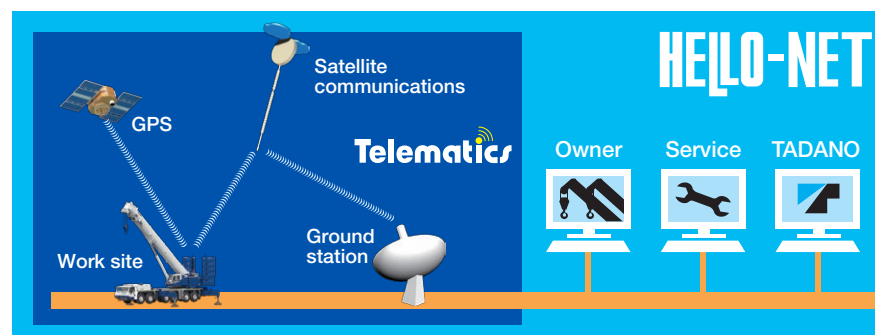 HELLO-NET
Satellite
communications
GPS
Telematics
Owner
Service
TADANO
Ground
station
Work site